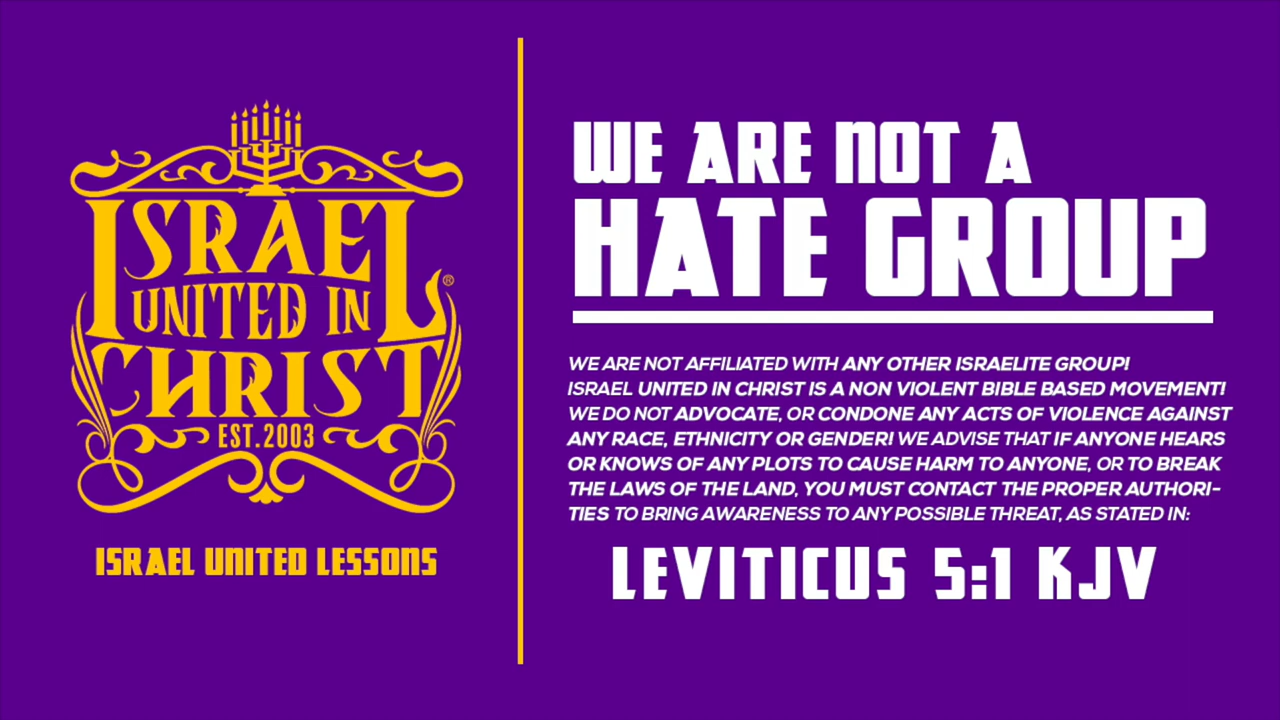 ISRAEL
UNITED IN
CHRIST
EST.2003
®
ISRAEL UNITED LESSONS
WE ARE NOT A
HATE GROUP
WE ARE NOT AFFILIATED WITH ANY OTHER ISRAELITE GROUP!
ISRAEL UNITED IN CHRIST IS A NON VIOLENT BIBLE BASED MOVEMENT!
WE DO NOT ADVOCATE, OR CONDONE ANY ACTS OF VIOLENCE AGAINST
ANY RACE, ETHNICITY OR GENDER! WE ADVISE THAT IF ANYONE HEARS
OR KNOWS OF ANY PLOTS TO CAUSE HARM TO ANYONE, OR TO BREAK
THE LAWS OF THE LAND, YOU MUST CONTACT THE PROPER AUTHORI-
TIES TO BRING AWARENESS TO ANY POSSIBLE THREAT, AS STATED IN:
LEVITICUS 5:1 KJV